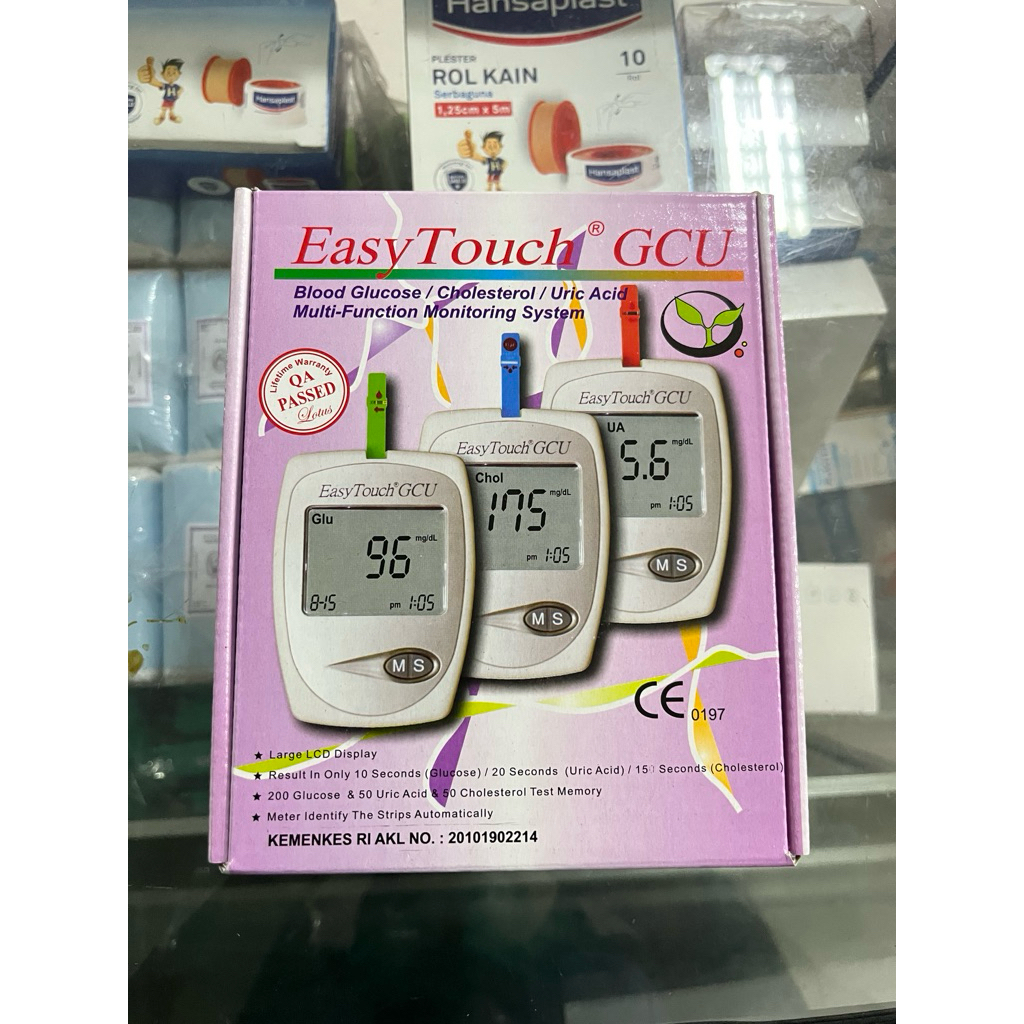 Hansaplast
PLESTER
ROL KAIN
Serbaguna
1,25cm x 5m
10
Hansaplast
Hansaplast
EasyTouch® GCU
Blood Glucose / Cholesterol / Uric Acid
Multi-Function Monitoring System
Lifetime Warranty
QA
PASSED
Lotus
EasyTouch® GCU
UA
5.6 mg/dL
pm 1:05
M S
EasyTouch® GCU
Chol
175 mg/dL
pm 1:05
M S
EasyTouch® GCU
Glu
96 mg/dL
8-15 pm 1:05
M S
CE 0197
★ Large LCD Display
★ Result In Only 10 Seconds (Glucose) / 20 Seconds (Uric Acid) / 150 Seconds (Cholesterol)
★ 200 Glucose & 50 Uric Acid & 50 Cholesterol Test Memory
★ Meter Identify The Strips Automatically
KEMENKES RI AKL NO. : 20101902214